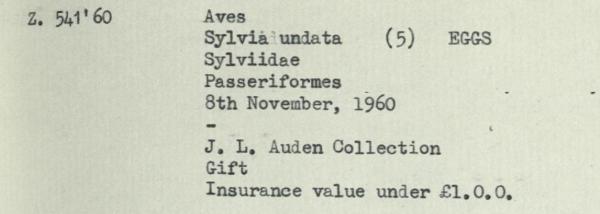 Z. 541'60 Aves
Sylvia undata (5) EGGS
Sylviidae
Passeriformes
8th November, 1960
-
J. L. Auden Collection
Gift
Insurance value under £1.0.0.